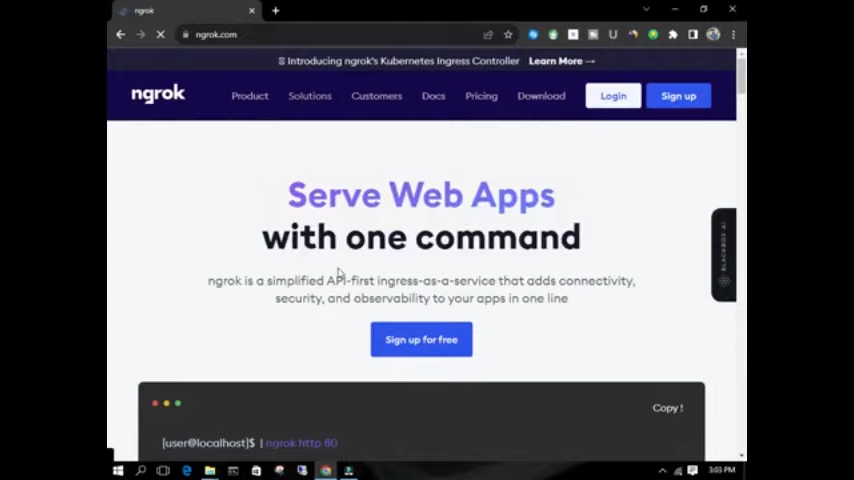 ngrok
ngrok.com
Introducing ngrok's Kubernetes Ingress Controller Learn More →
ngrok Product Solutions Customers Docs Pricing Download Login Sign up
Serve Web Apps
with one command
BLACKBOX AI
ngrok is a simplified API-first ingress-as-a-service that adds connectivity,
security, and observability to your apps in one line
Sign up for free
Copy !
[user@localhost]$ | ngrok http 80
3:03 PM